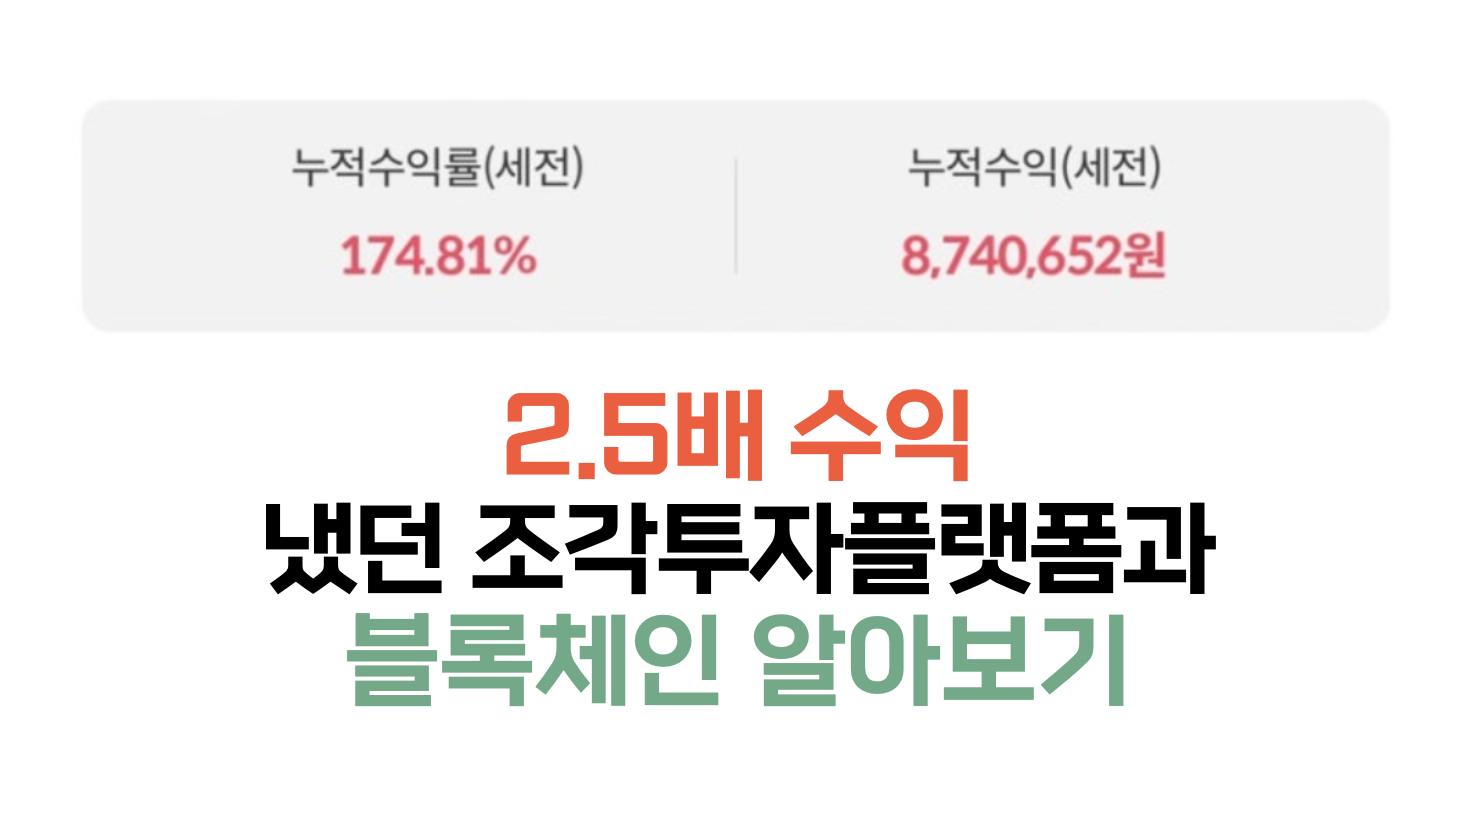 누적수익률(세전)
174.81%
누적수익(세전)
8,740,652원
2.5배 수익
냈던 조각투자플랫폼과
블록체인 알아보기